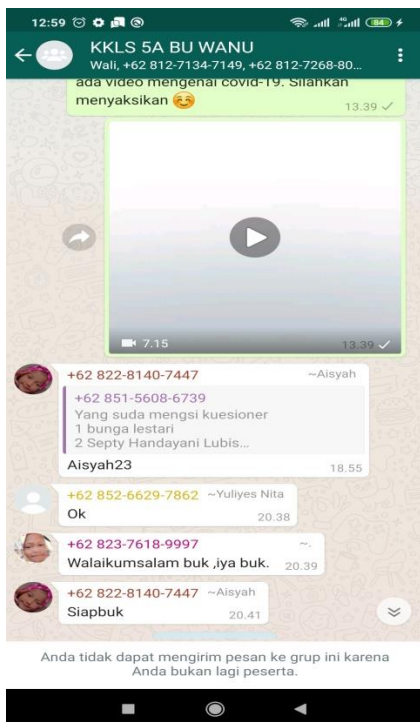 12:59
84
KKLS 5A BU WANU
Wali, +62 812-7134-7149, +62 812-7268-80...
ada video mengenai covid-19. Silahkan
menyaksikan
13.39
7.15
13.39
+62 822-8140-7447 ~Aisyah
+62 851-5608-6739
Yang suda mengsi kuesioner
1 bunga lestari
2 Septy Handayani Lubis...
Aisyah23
18.55
+62 852-6629-7862 ~Yuliyes Nita
Ok
20.38
+62 823-7618-9997 ~.
Walaikumsalam buk ,iya buk.
20.39
+62 822-8140-7447 ~Aisyah
Siapbuk
20.41
Anda tidak dapat mengirim pesan ke grup ini karena
Anda bukan lagi peserta.